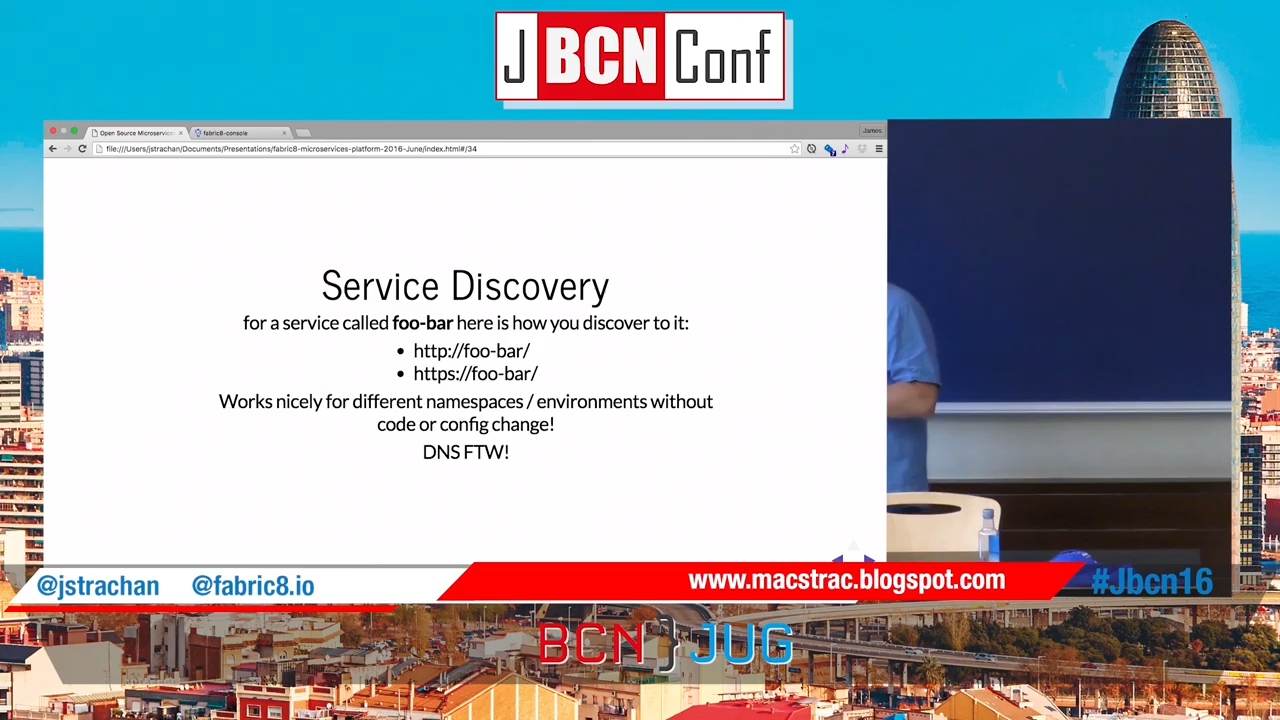 J BCN Conf
Open Source Microservices
fabric8-console
James
file:///Users/jstrachan/Documents/Presentations/fabric8-microservices-platform-2016-June/index.html#/34
Service Discovery
for a service called foo-bar here is how you discover to it:
• http://foo-bar/
• https://foo-bar/
Works nicely for different namespaces / environments without
code or config change!
DNS FTW!
@jstrachan @fabric8.io
www.macstrac.blogspot.com
#Jbcn16
BCN}JUG